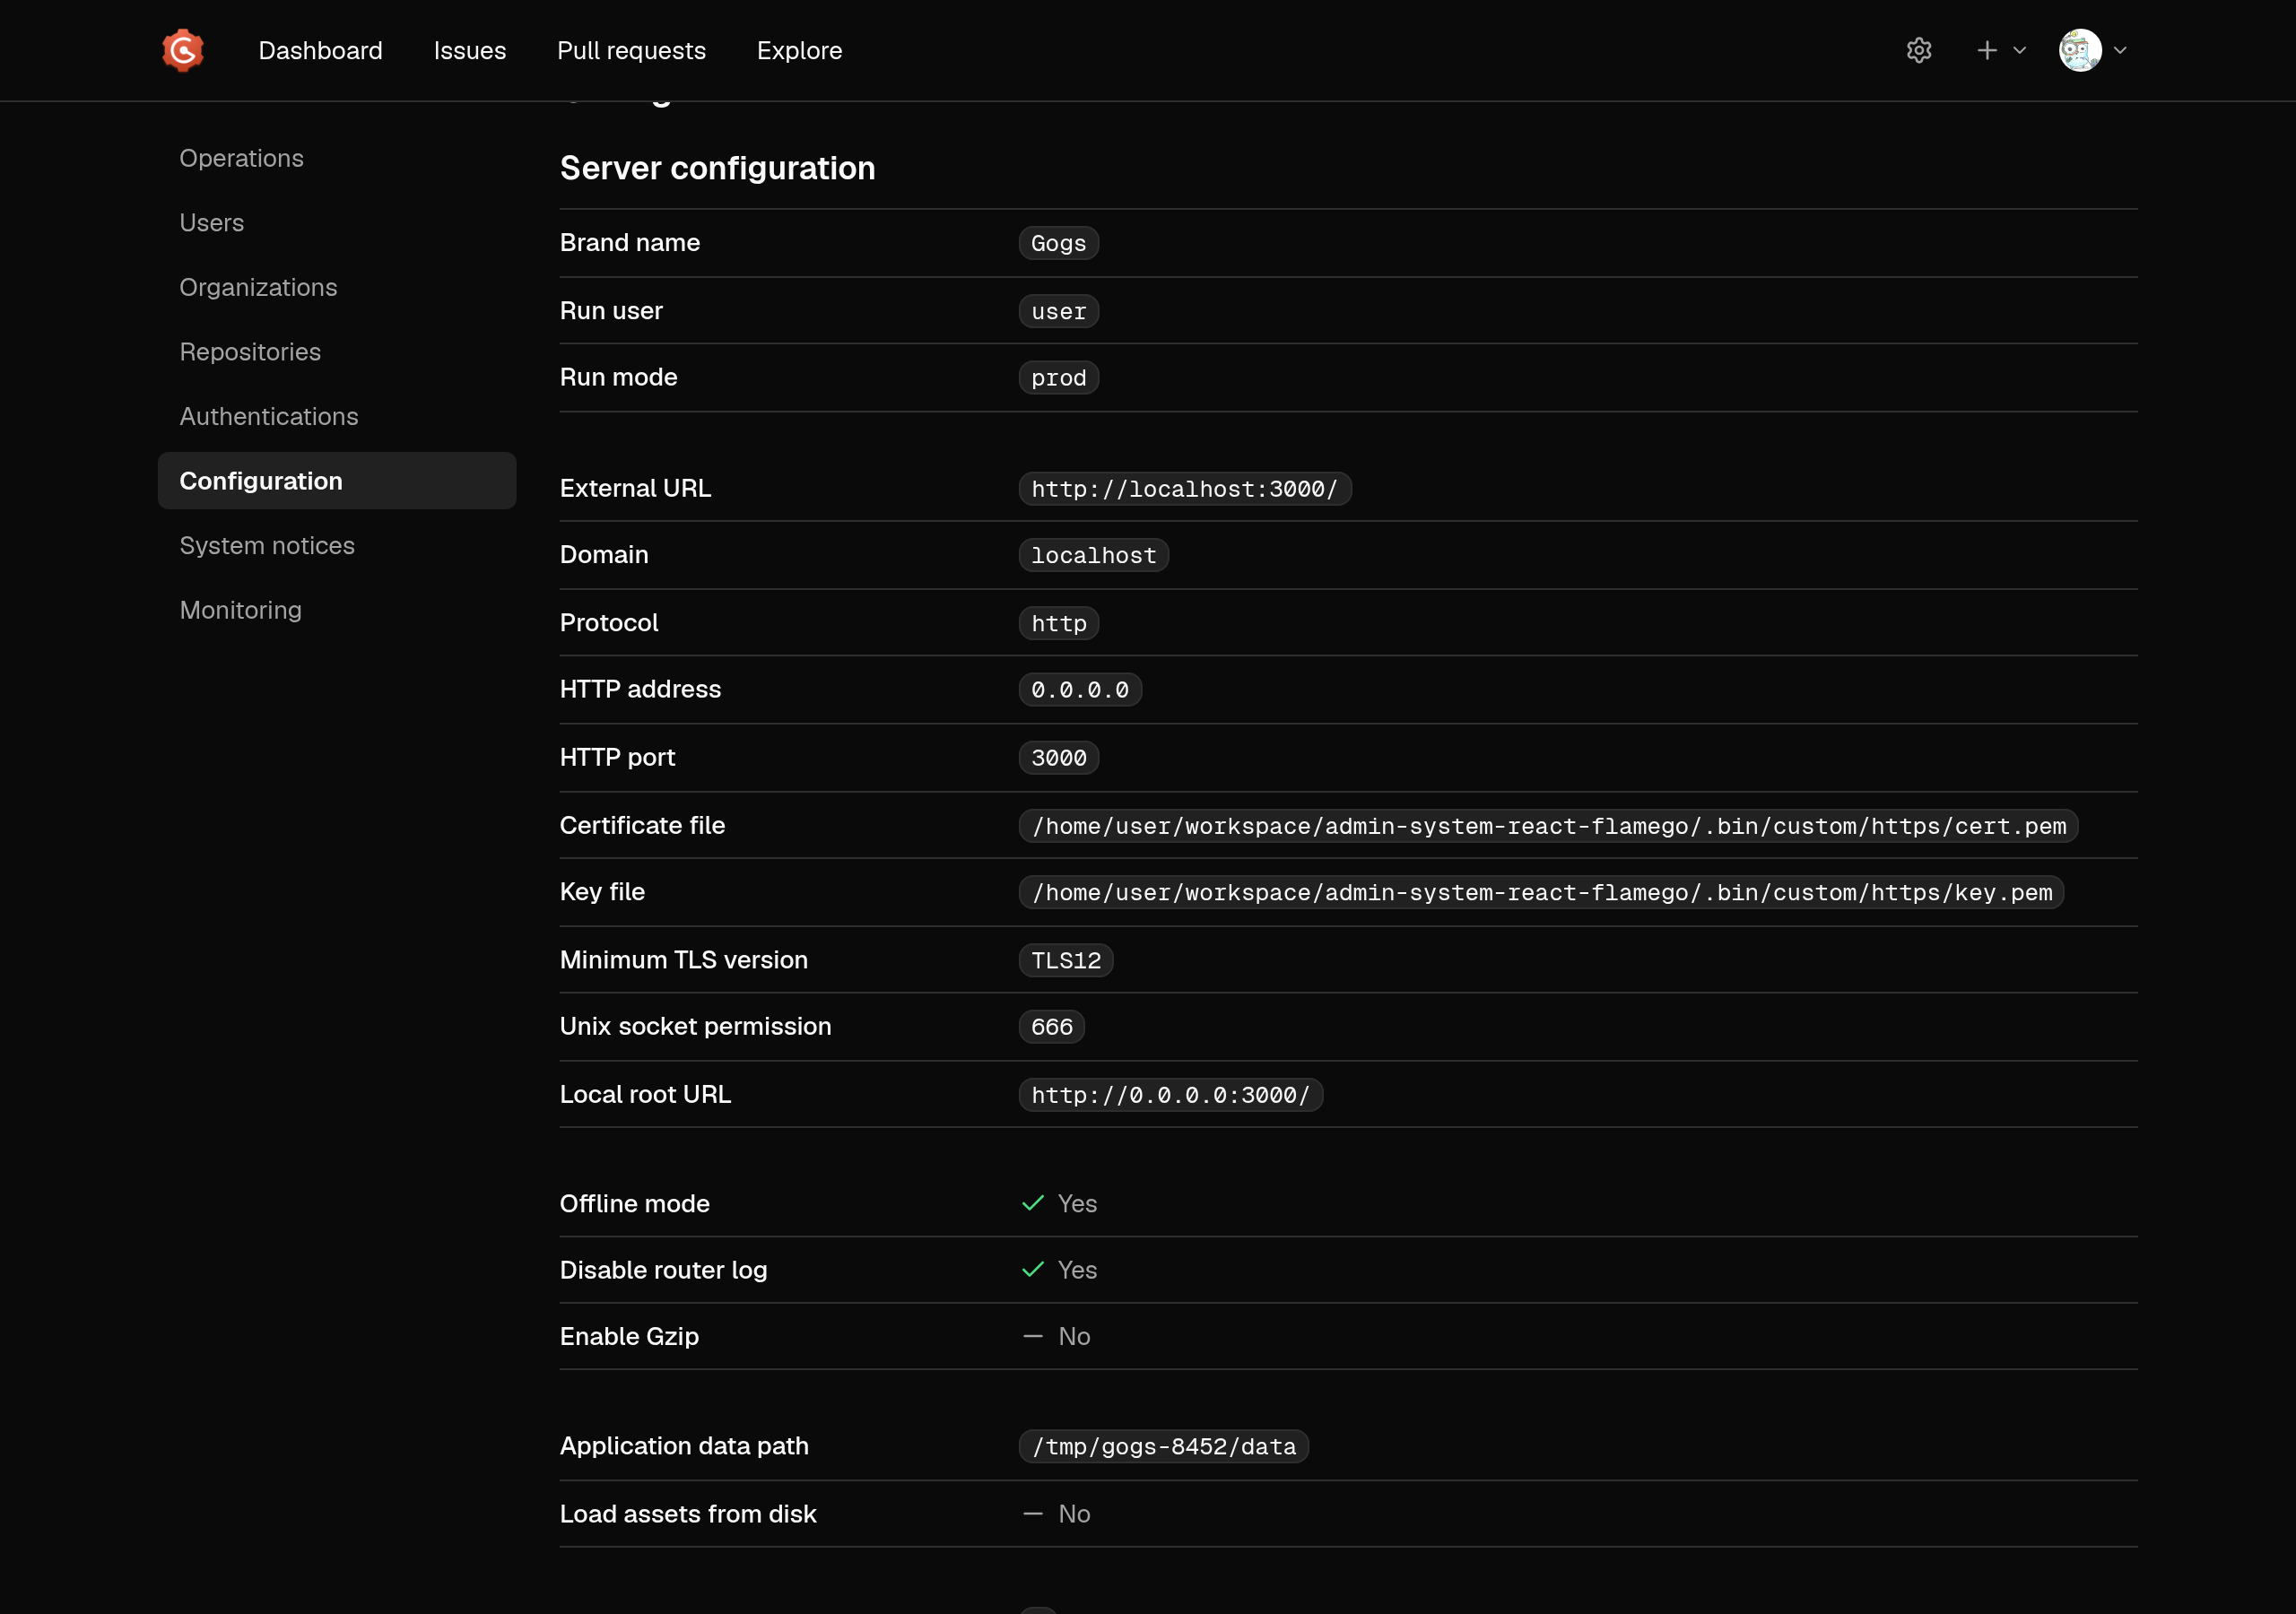 Dashboard Issues Pull requests Explore
Operations
Users
Organizations
Repositories
Authentications
Configuration
System notices
Monitoring
Server configuration
Brand name Gogs
Run user user
Run mode prod
External URL http://localhost:3000/
Domain localhost
Protocol http
HTTP address 0.0.0.0
HTTP port 3000
Certificate file /home/user/workspace/admin-system-react-flamego/.bin/custom/https/cert.pem
Key file /home/user/workspace/admin-system-react-flamego/.bin/custom/https/key.pem
Minimum TLS version TLS12
Unix socket permission 666
Local root URL http://0.0.0.0:3000/
Offline mode Yes
Disable router log Yes
Enable Gzip No
Application data path /tmp/gogs-8452/data
Load assets from disk No